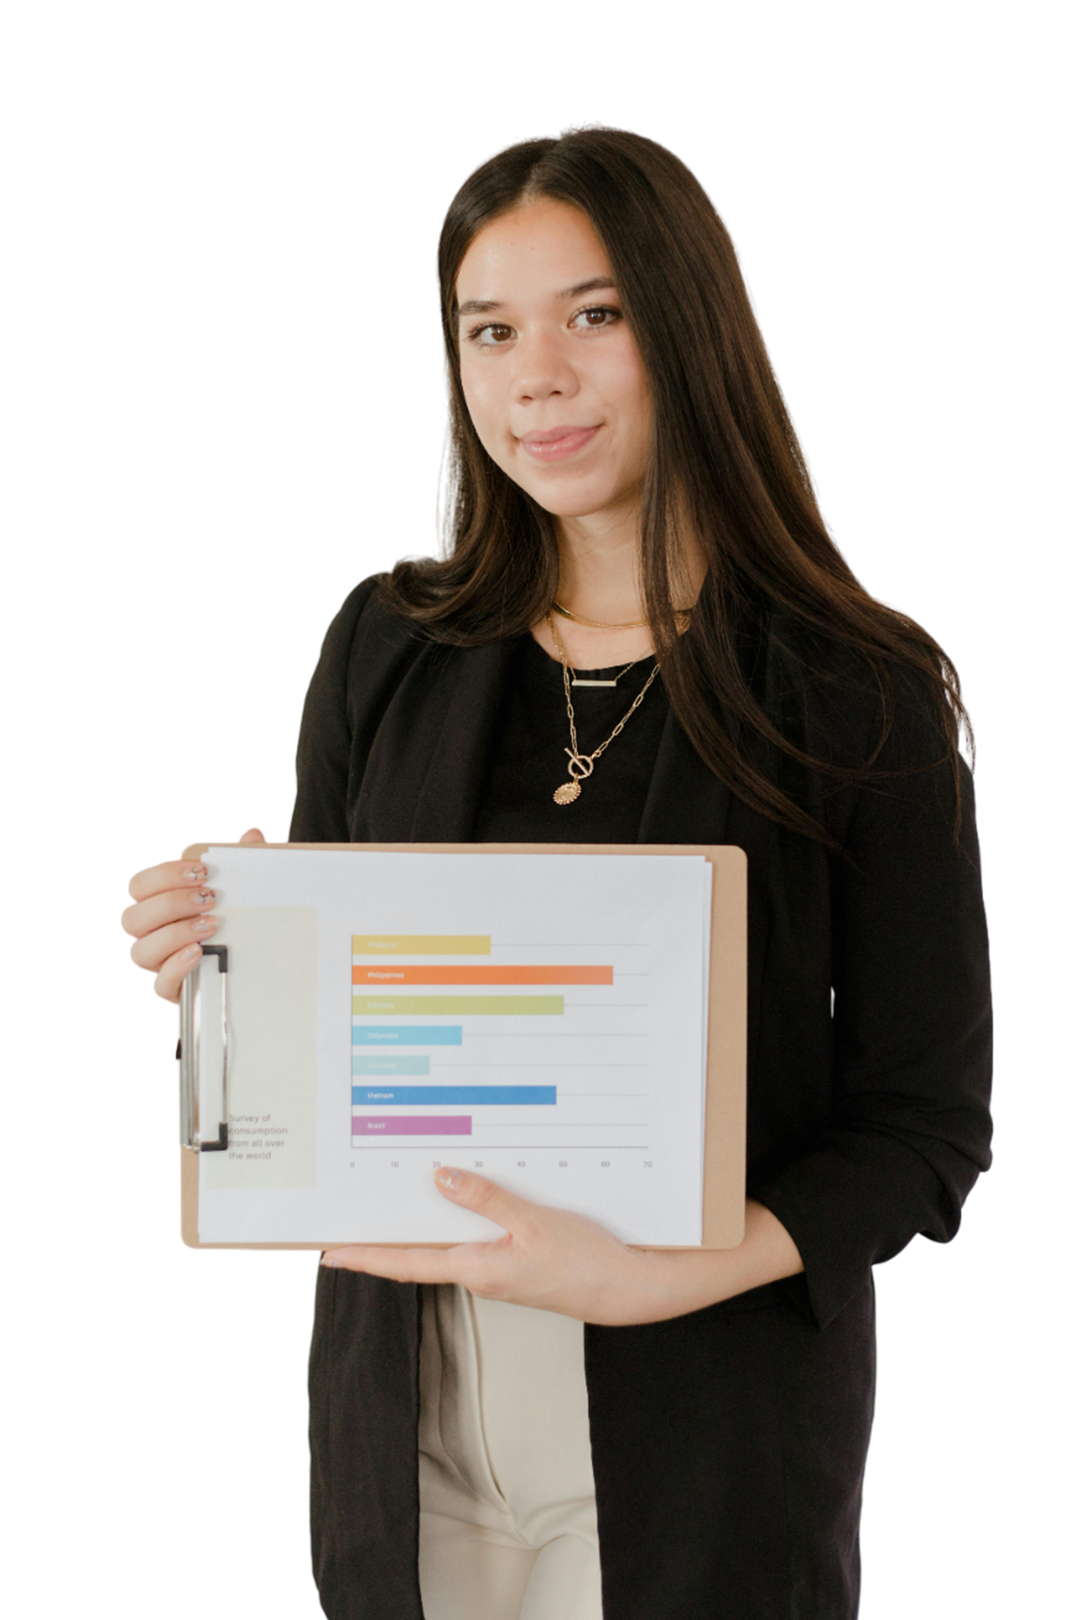 Survey of
consumption
from all over
the world
Philippines
Columbia
Vietnam
Brazil
0 10 20 30 40 50 60 70